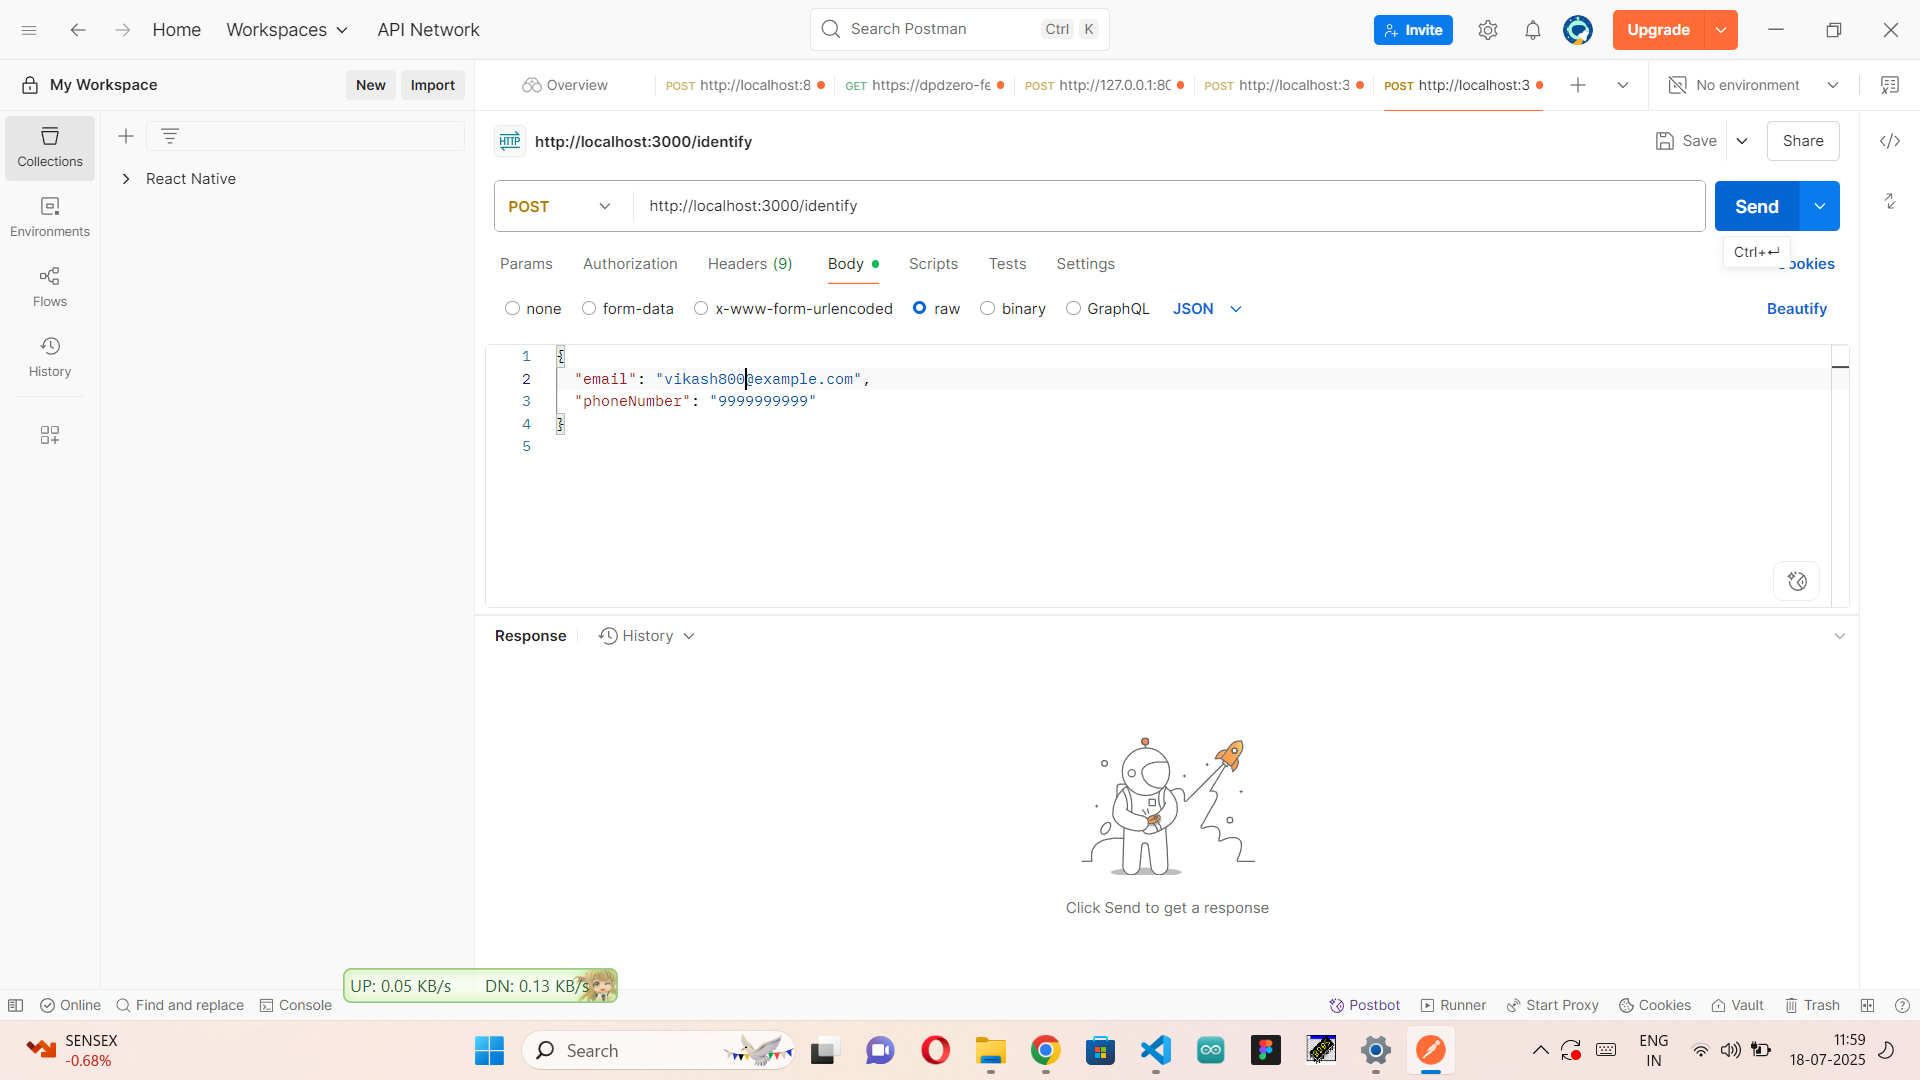 Home Workspaces API Network
Search Postman Ctrl K
Invite
Upgrade
My Workspace
New Import
Overview
POST http://localhost:8
GET https://dpdzero-fe
POST http://127.0.0.1:80
POST http://localhost:3
POST http://localhost:3
No environment
Collections
Environments
Flows
History
React Native
HTTP http://localhost:3000/identify
Save Share
POST http://localhost:3000/identify
Send
Ctrl+↵
Params Authorization Headers (9) Body Scripts Tests Settings
Cookies
none form-data x-www-form-urlencoded raw binary GraphQL JSON
Beautify
1 {
2 "email": "vikash800@example.com",
3 "phoneNumber": "9999999999"
4 }
5
Response History
Click Send to get a response
UP: 0.05 KB/s DN: 0.13 KB/s
Online Find and replace Console
Postbot Runner Start Proxy Cookies Vault Trash
SENSEX
-0.68%
Search
ENG
IN
11:59
18-07-2025